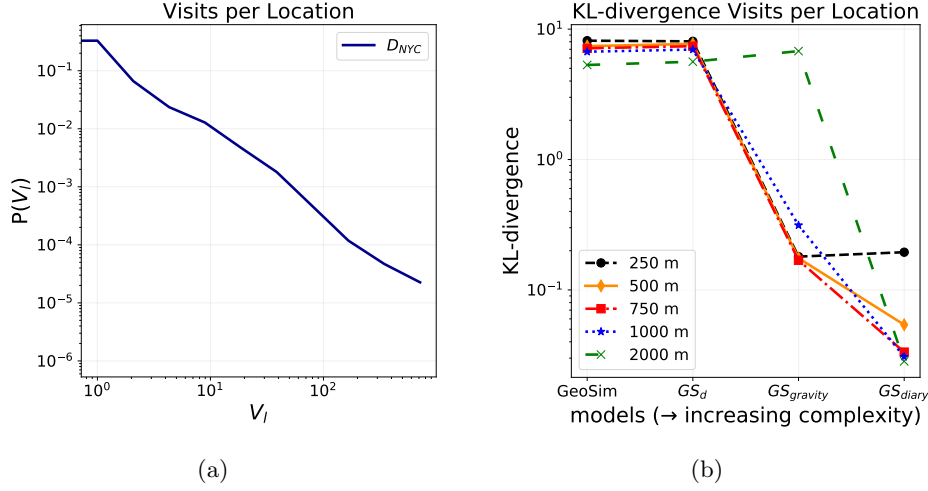 Visits per Location
D_NYC
10^-1
10^-2
10^-3
10^-4
10^-5
10^-6
P(V_l)
10^0
10^1
10^2
V_l
(a)
KL-divergence Visits per Location
10^1
10^0
10^-1
KL-divergence
250 m
500 m
750 m
1000 m
2000 m
GeoSim
GS_d
GS_gravity
GS_diary
models (→ increasing complexity)
(b)